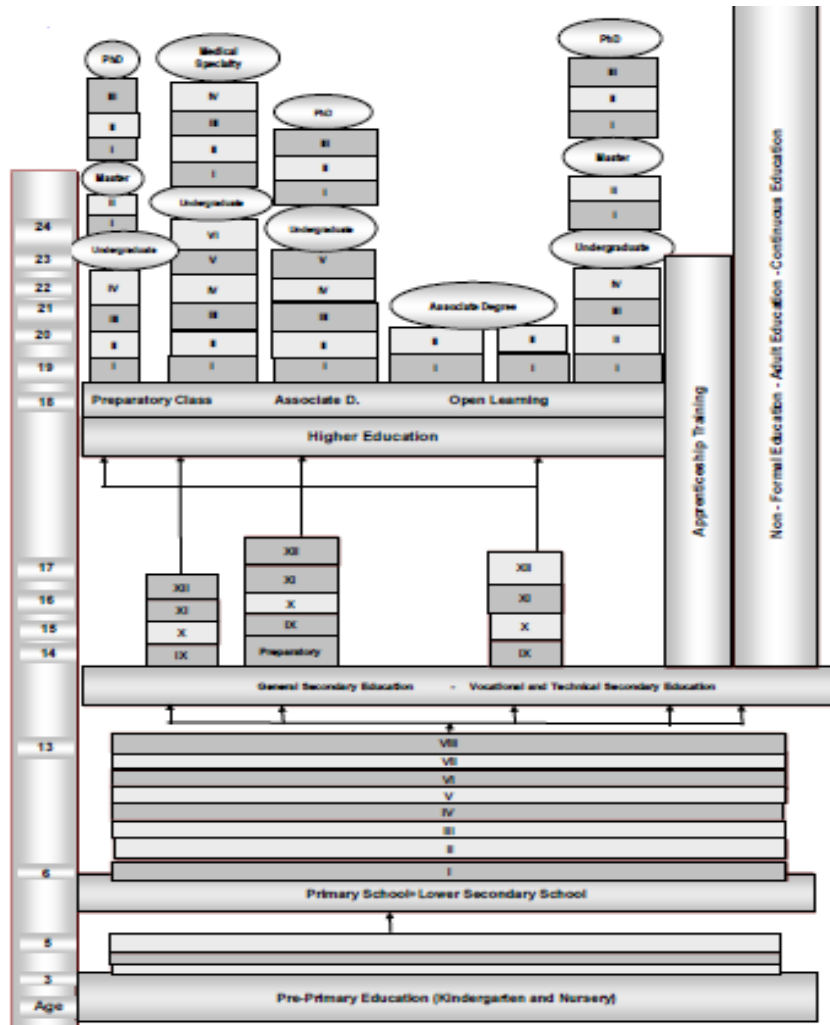 PhD
Medical
Specialty
PhD
III
II
I
IV
III
II
I
PhD
III
II
I
PhD
III
II
I
Master
II
I
Master
II
I
Undergraduate
IV
III
II
I
Undergraduate
VI
V
IV
III
II
I
Undergraduate
V
IV
III
II
I
Associate Degree
II
I
II
I
Undergraduate
IV
III
II
I
24
23
22
21
20
19
18
Preparatory Class Associate D. Open Learning
Higher Education
Apprenticeship Training
Non - Formal Education - Adult Education -Continuous Education
17
16
15
14
XII
XI
X
IX
XII
XI
X
IX
Preparatory
XII
XI
X
IX
General Secondary Education - Vocational and Technical Secondary Education
13
VIII
VII
VI
V
IV
III
II
I
6
Primary School=Lower Secondary School
5
3
Age
Pre-Primary Education (Kindergarten and Nursery)